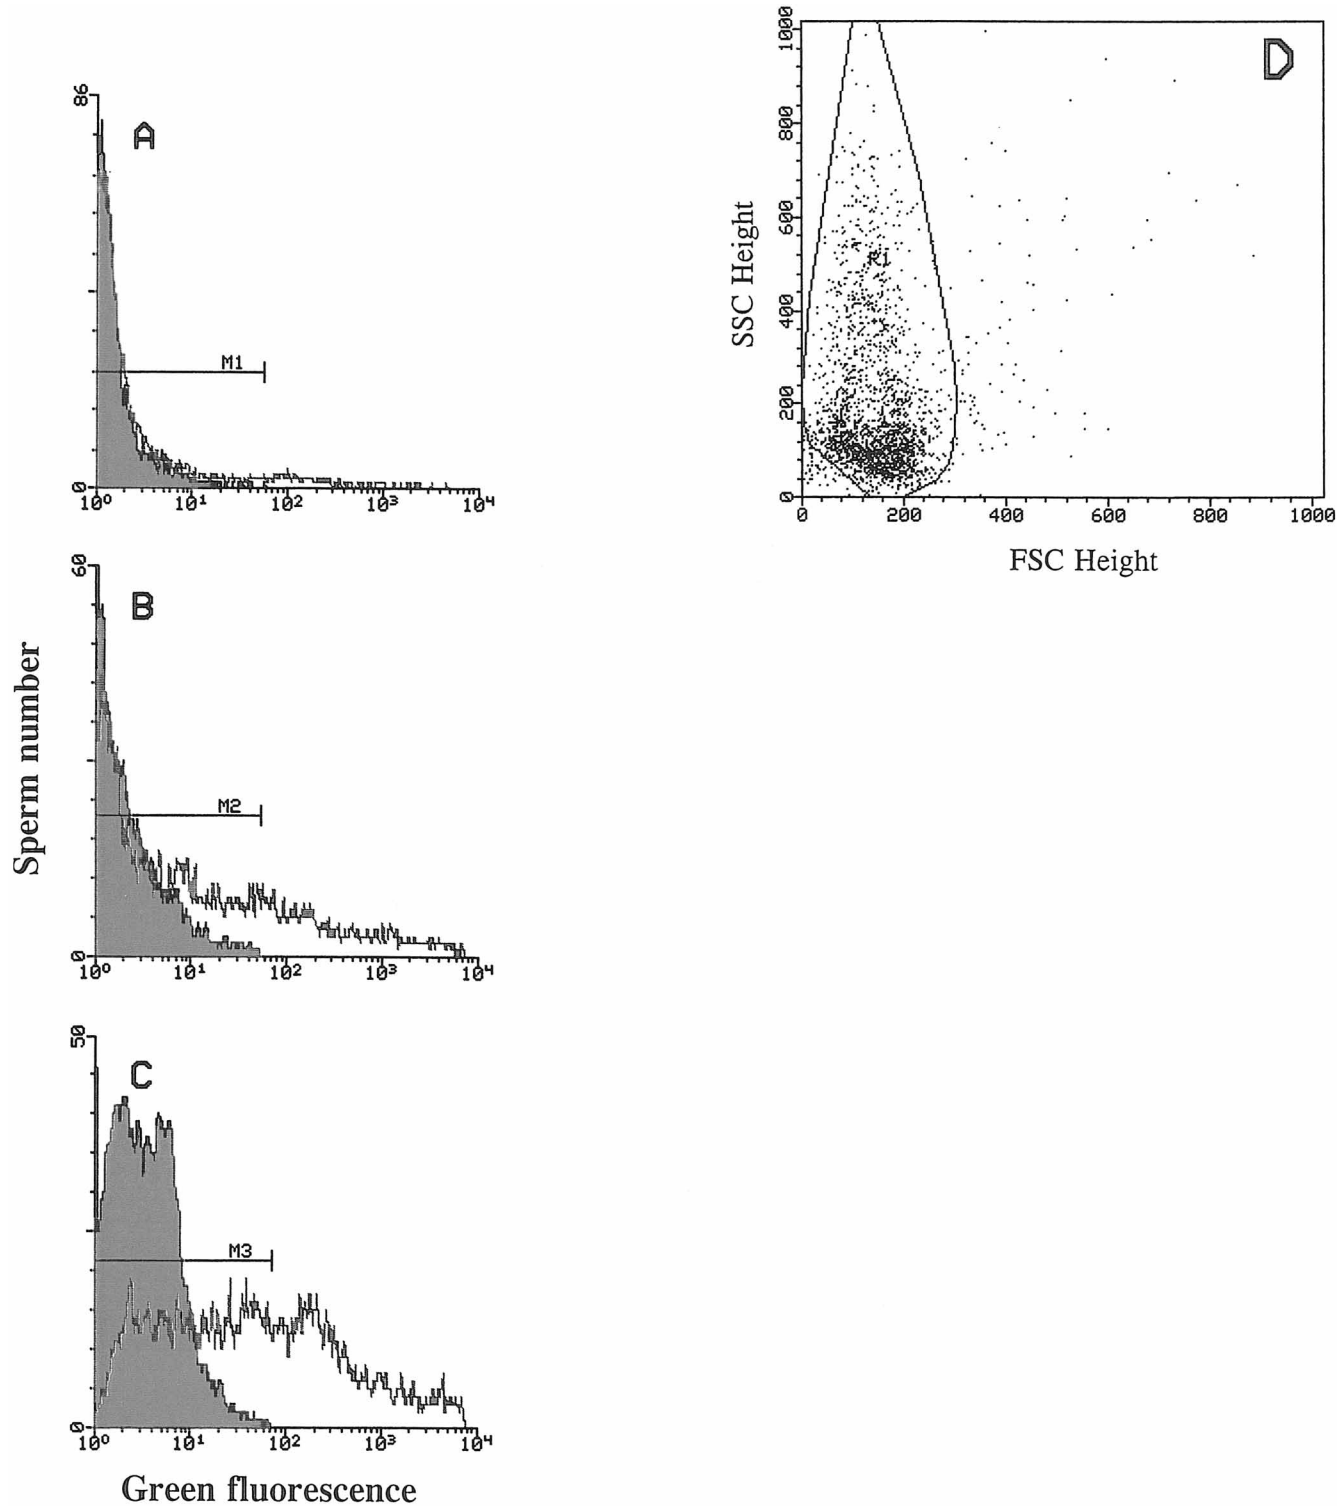 86
A
M1
0
10⁰ 10¹ 10² 10³ 10⁴
60
B
M2
0
10⁰ 10¹ 10² 10³ 10⁴
50
C
M3
0
10⁰ 10¹ 10² 10³ 10⁴
Sperm number
Green fluorescence
D
1000
800
600
400
200
0
R1
SSC Height
0 200 400 600 800 1000
FSC Height